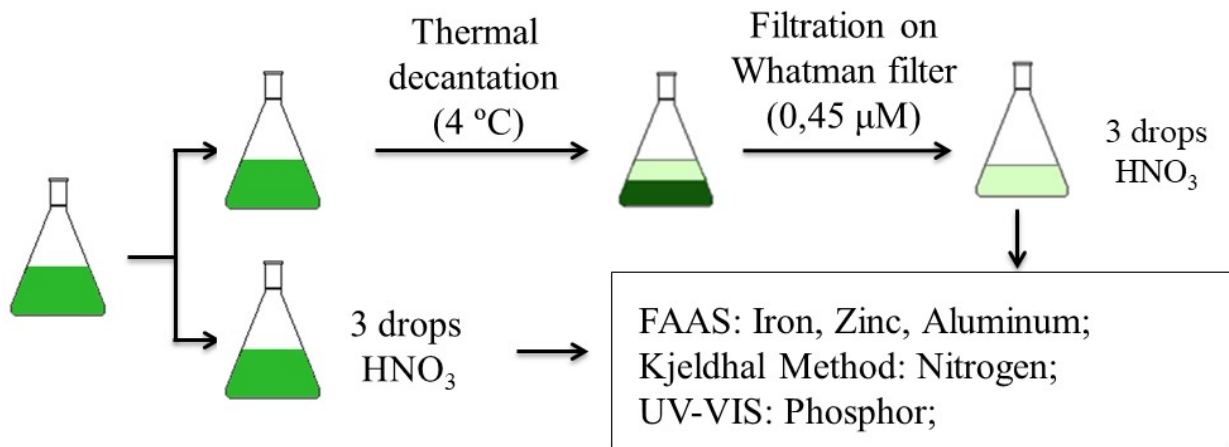 Thermal
decantation
(4 ºC)
Filtration on
Whatman filter
(0,45 μM)
3 drops
HNO₃
3 drops
HNO₃
FAAS: Iron, Zinc, Aluminum;
Kjeldhal Method: Nitrogen;
UV-VIS: Phosphor;